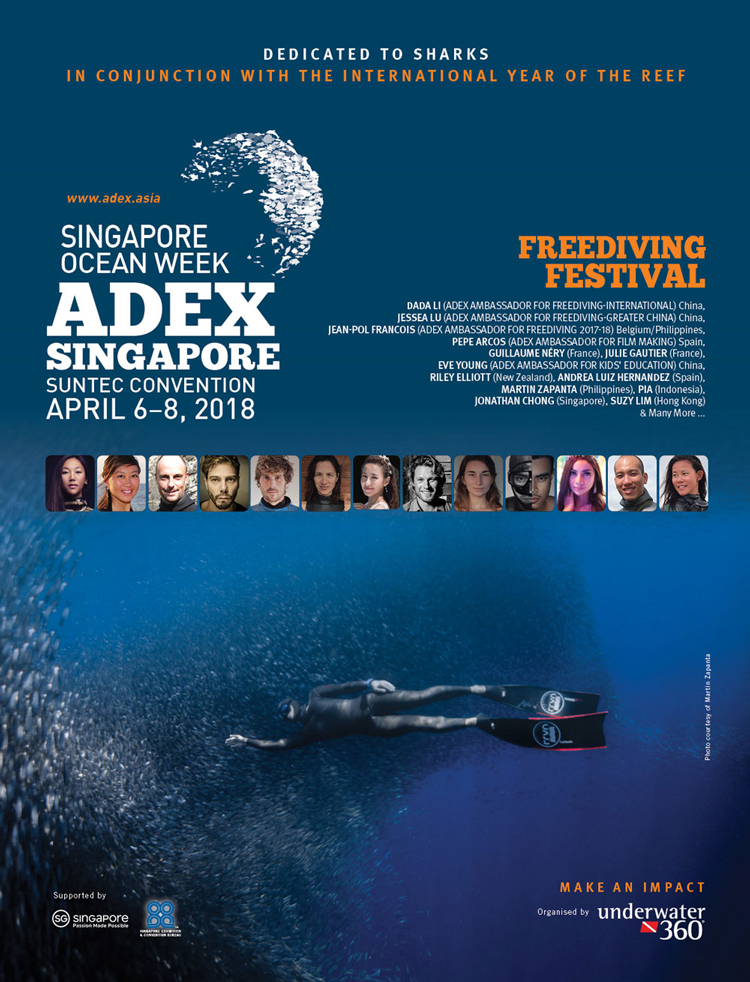 DEDICATED TO SHARKS
IN CONJUNCTION WITH THE INTERNATIONAL YEAR OF THE REEF
www.adex.asia
SINGAPORE
OCEAN WEEK
ADEX
SINGAPORE
SUNTEC CONVENTION
APRIL 6–8, 2018
FREEDIVING
FESTIVAL
DADA LI (ADEX AMBASSADOR FOR FREEDIVING-INTERNATIONAL) China,
JESSEA LU (ADEX AMBASSADOR FOR FREEDIVING-GREATER CHINA) China,
JEAN-POL FRANCOIS (ADEX AMBASSADOR FOR FREEDIVING 2017-18) Belgium/Philippines,
PEPE ARCOS (ADEX AMBASSADOR FOR FILM MAKING) Spain,
GUILLAUME NÉRY (France), JULIE GAUTIER (France),
EVE YOUNG (ADEX AMBASSADOR FOR KIDS' EDUCATION) China,
RILEY ELLIOTT (New Zealand), ANDREA LUIZ HERNANDEZ (Spain),
MARTIN ZAPANTA (Philippines), PIA (Indonesia),
JONATHAN CHONG (Singapore), SUZY LIM (Hong Kong)
& Many More ...
Photo courtesy of Martin Zapanta
Supported by
SG singapore
Passion Made Possible
SINGAPORE EXHIBITION
& CONVENTION BUREAU
MAKE AN IMPACT
Organised by
underwater
360°